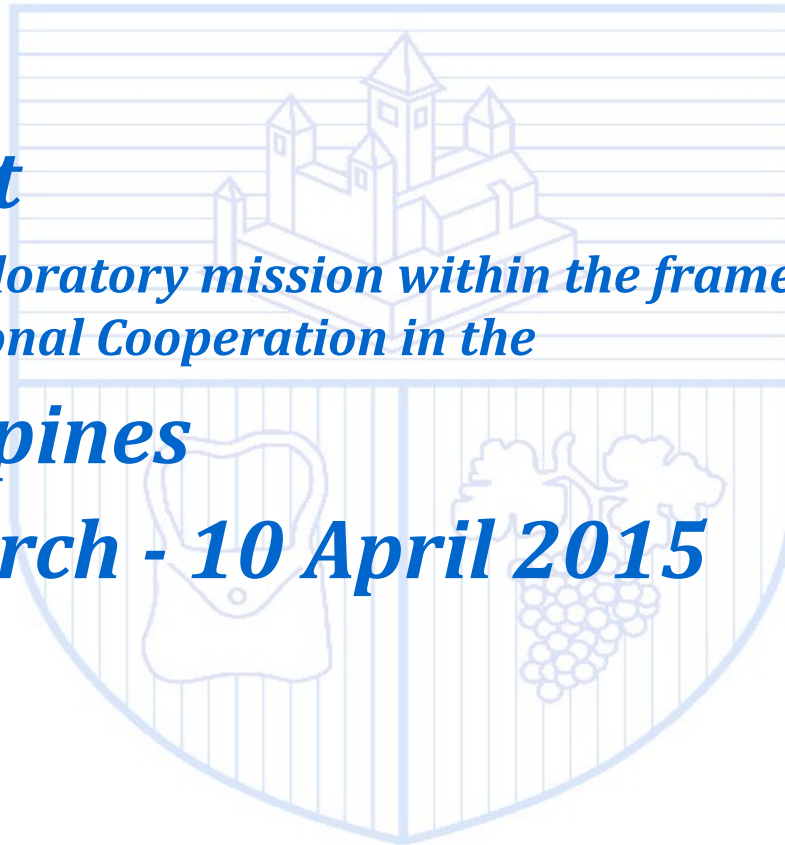 t
loratory mission within the frame
onal Cooperation in the
pines
rch - 10 April 2015